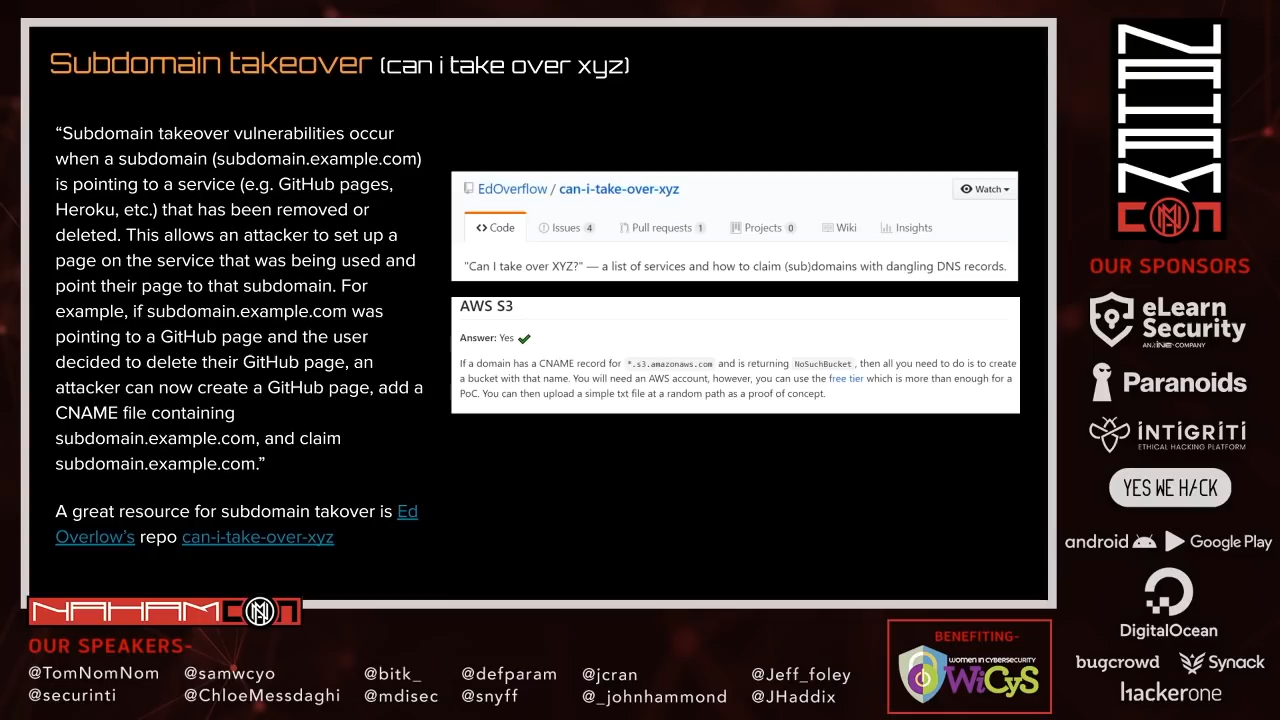 Subdomain takeover (can i take over xyz)
“Subdomain takeover vulnerabilities occur
when a subdomain (subdomain.example.com)
is pointing to a service (e.g. GitHub pages,
Heroku, etc.) that has been removed or
deleted. This allows an attacker to set up a
page on the service that was being used and
point their page to that subdomain. For
example, if subdomain.example.com was
pointing to a GitHub page and the user
decided to delete their GitHub page, an
attacker can now create a GitHub page, add a
CNAME file containing
subdomain.example.com, and claim
subdomain.example.com.”
A great resource for subdomain takover is Ed
Overlow’s repo can-i-take-over-xyz
EdOverflow / can-i-take-over-xyz
Watch
Code Issues 4 Pull requests 1 Projects 0 Wiki Insights
"Can I take over XYZ?" — a list of services and how to claim (sub)domains with dangling DNS records.
AWS S3
Answer: Yes
If a domain has a CNAME record for *.s3.amazonaws.com and is returning NoSuchBucket, then all you need to do is to create
a bucket with that name. You will need an AWS account, however, you can use the free tier which is more than enough for a
PoC. You can then upload a simple txt file at a random path as a proof of concept.
NAHAM
CON
OUR SPONSORS
eLearn
Security
AN INE COMPANY
Paranoids
INTIGRITI
ETHICAL HACKING PLATFORM
YES WE H/CK
android Google Play
DigitalOcean
bugcrowd Synack
hackerone
NAHAMCON
OUR SPEAKERS-
@TomNomNom @samwcyo @bitk_ @defparam @jcran @Jeff_foley
@securinti @ChloeMessdaghi @mdisec @snyff @_johnhammond @JHaddix
BENEFITING-
WOMEN IN CYBERSECURITY
WiCyS